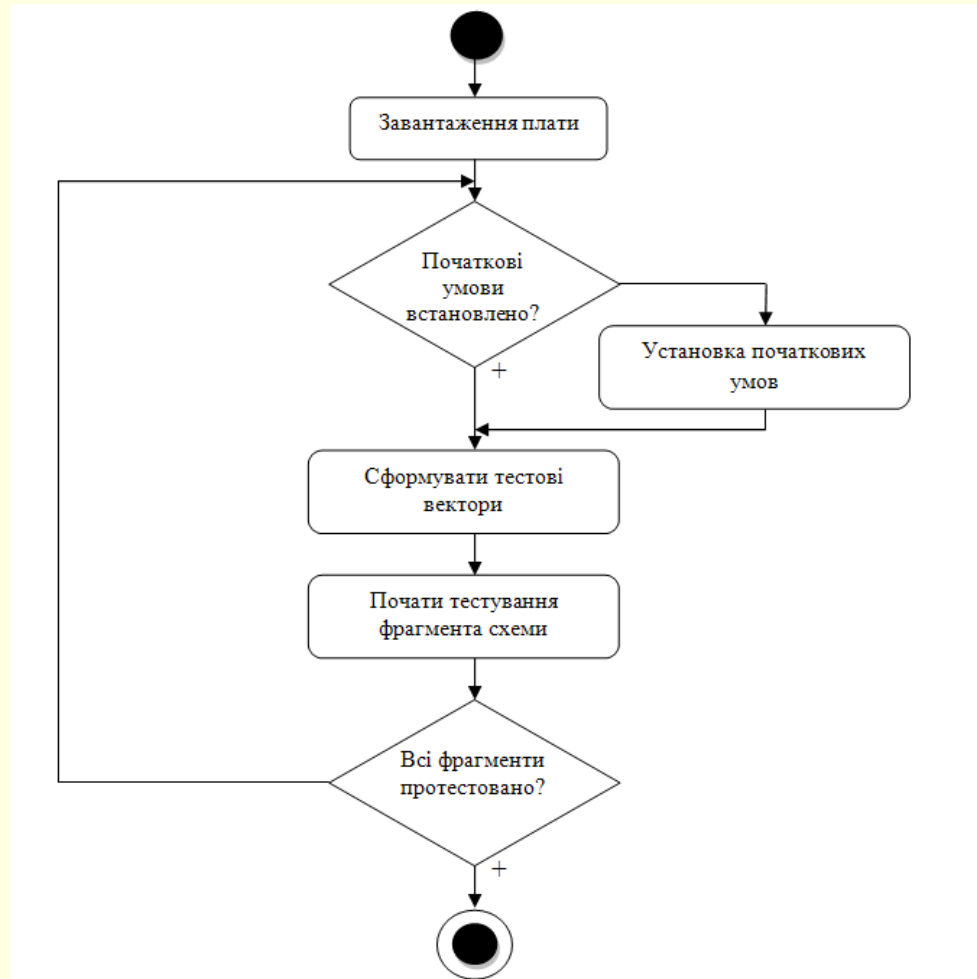 Завантаження плати
Початкові
умови
встановлено?
+
Установка початкових
умов
Сформувати тестові
вектори
Почати тестування
фрагмента схеми
Всі фрагменти
протестовано?
+